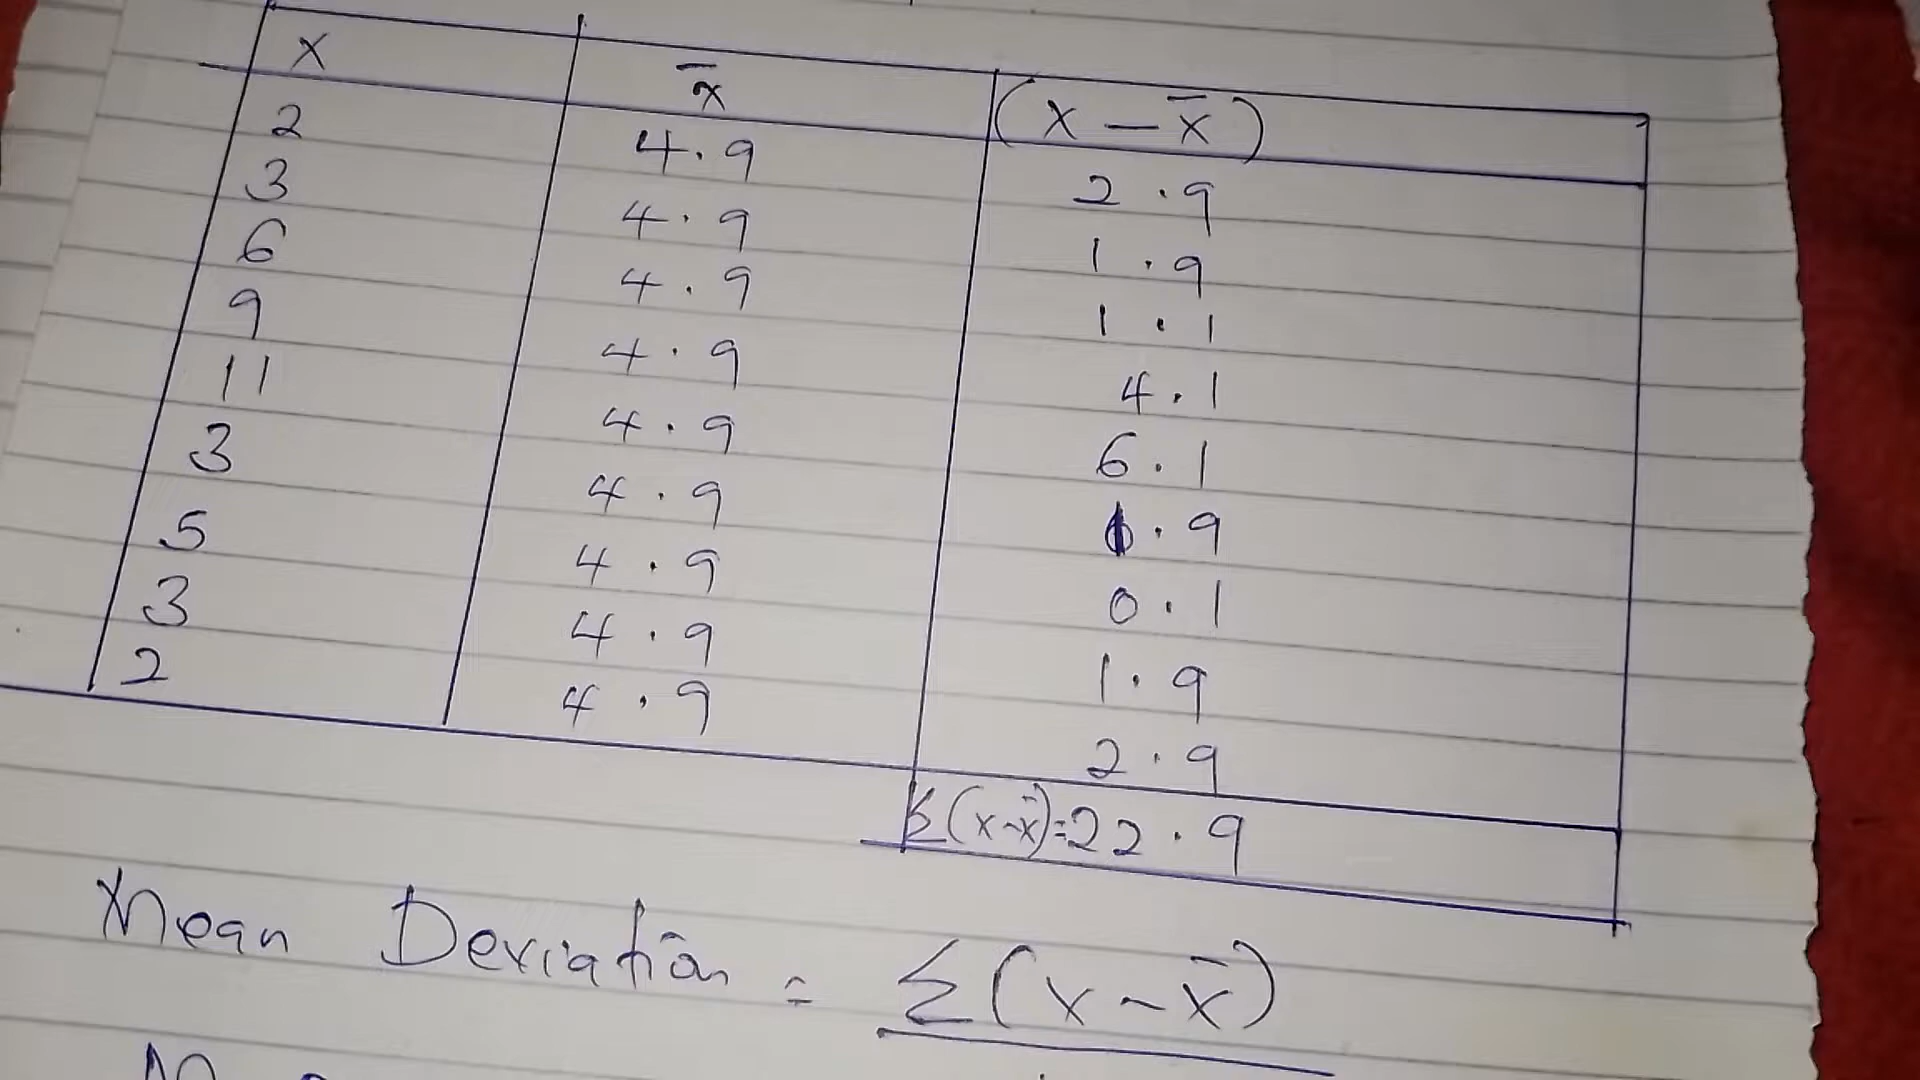 x x̄ (x – x̄)
2 4.9 2.9
3 4.9 1.9
6 4.9 1.1
9 4.9 4.1
11 4.9 6.1
3 4.9 1.9
5 4.9 0.1
3 4.9 1.9
2 4.9 2.9
Σ(x-x̄)=22.9
Mean Deviation = Σ(x – x̄)